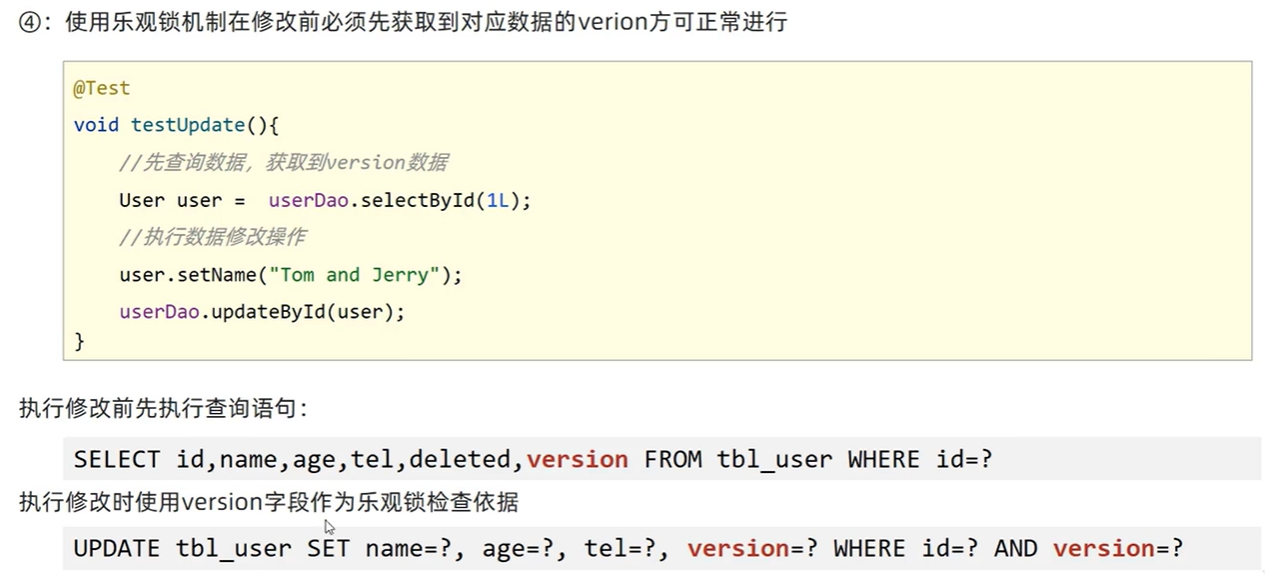 ④：使用乐观锁机制在修改前必须先获取到对应数据的verion方可正常进行
@Test
void testUpdate(){
//先查询数据，获取到version数据
User user =  userDao.selectById(1L);
//执行数据修改操作
user.setName("Tom and Jerry");
userDao.updateById(user);
}
执行修改前先执行查询语句：
SELECT id,name,age,tel,deleted,version FROM tbl_user WHERE id=?
执行修改时使用version字段作为乐观锁检查依据
UPDATE tbl_user SET name=?, age=?, tel=?, version=? WHERE id=? AND version=?